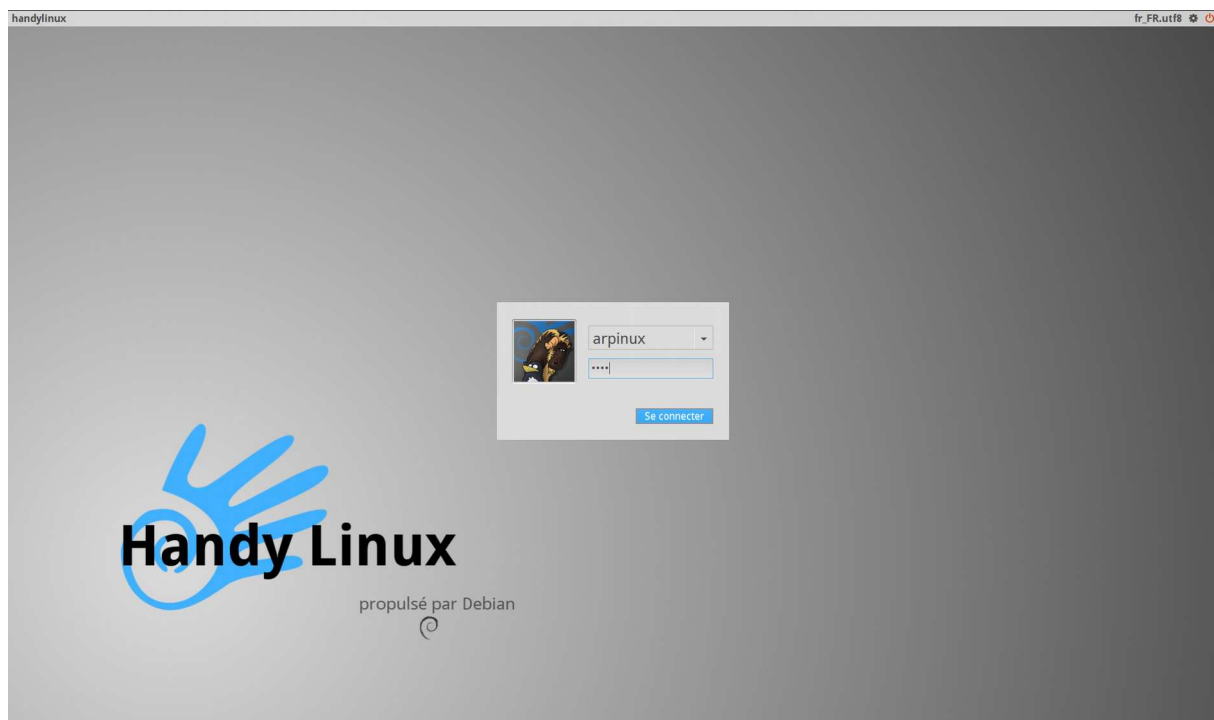 handylinux fr_FR.utf8
arpinux
••••
Se connecter
Handy Linux
propulsé par Debian